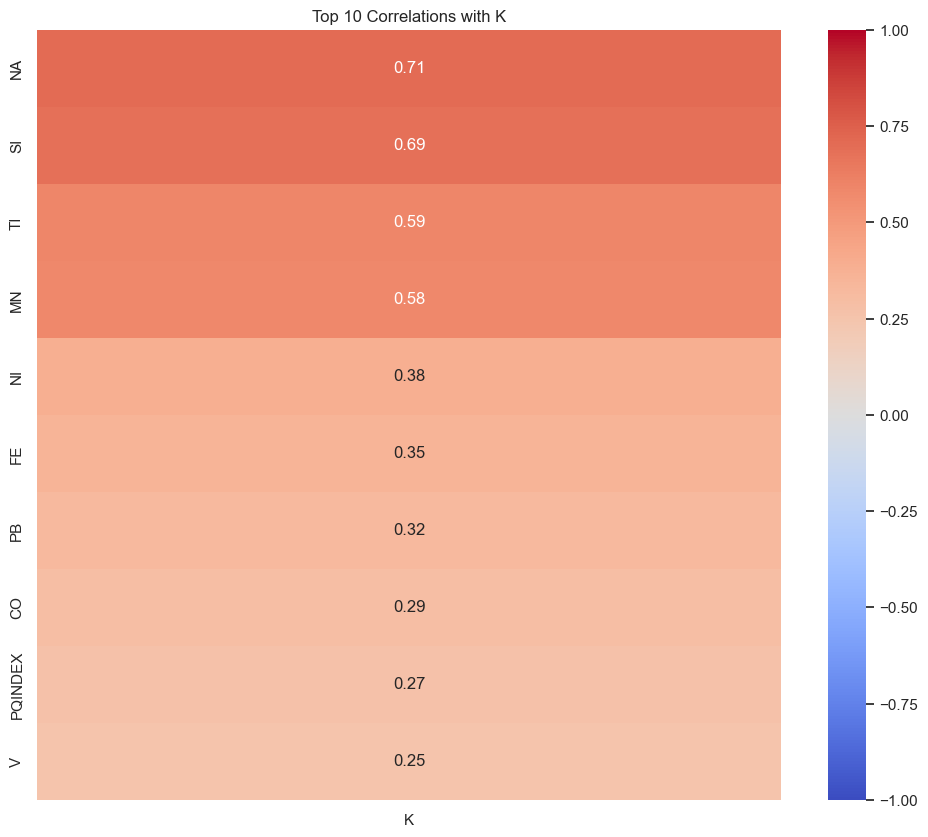 Top 10 Correlations with K
NA 0.71
SI 0.69
TI 0.59
MN 0.58
NI 0.38
FE 0.35
PB 0.32
CO 0.29
PQINDEX 0.27
V 0.25
K
1.00
0.75
0.50
0.25
0.00
−0.25
−0.50
−0.75
−1.00